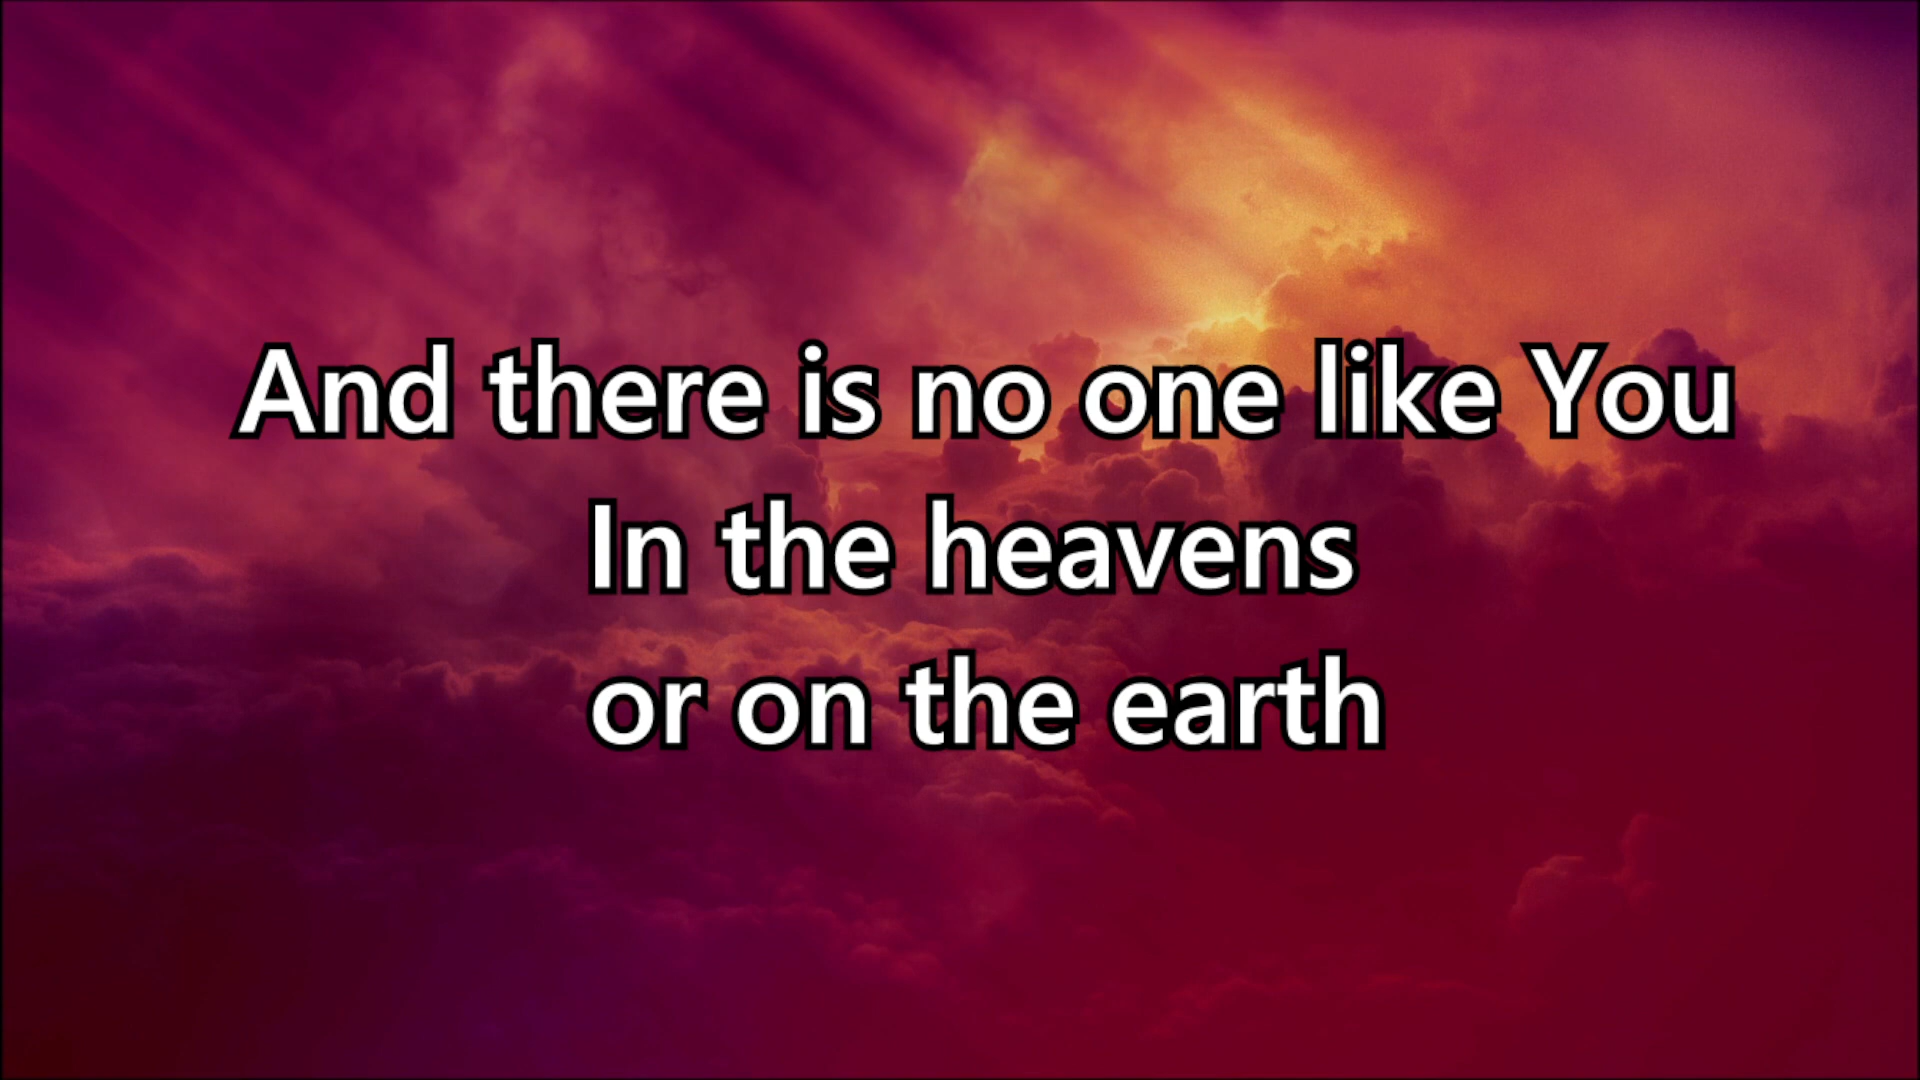 And there is no one like You
In the heavens
or on the earth